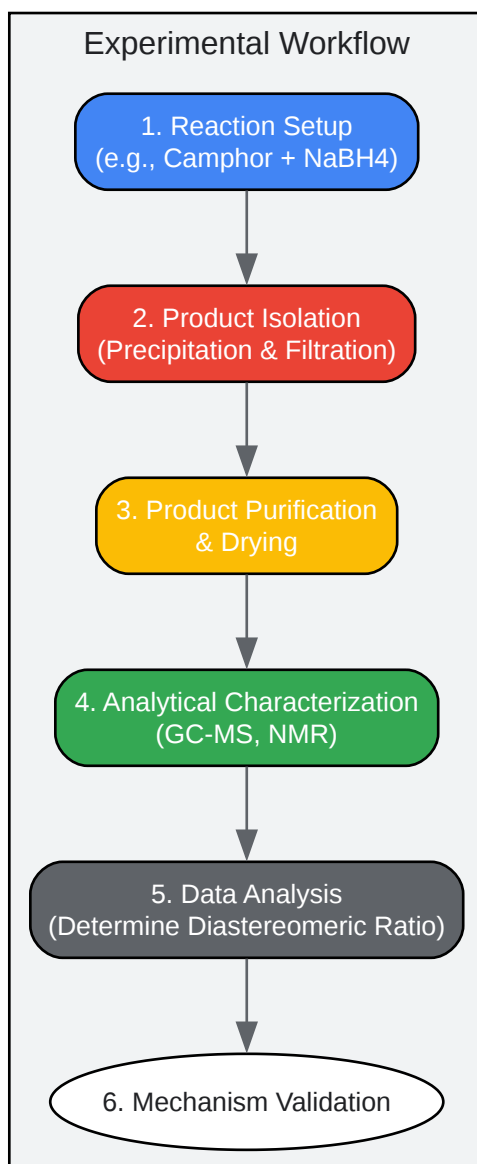 Experimental Workflow
1. Reaction Setup
(e.g., Camphor + NaBH4)
2. Product Isolation
(Precipitation & Filtration)
3. Product Purification
& Drying
4. Analytical Characterization
(GC-MS, NMR)
5. Data Analysis
(Determine Diastereomeric Ratio)
6. Mechanism Validation